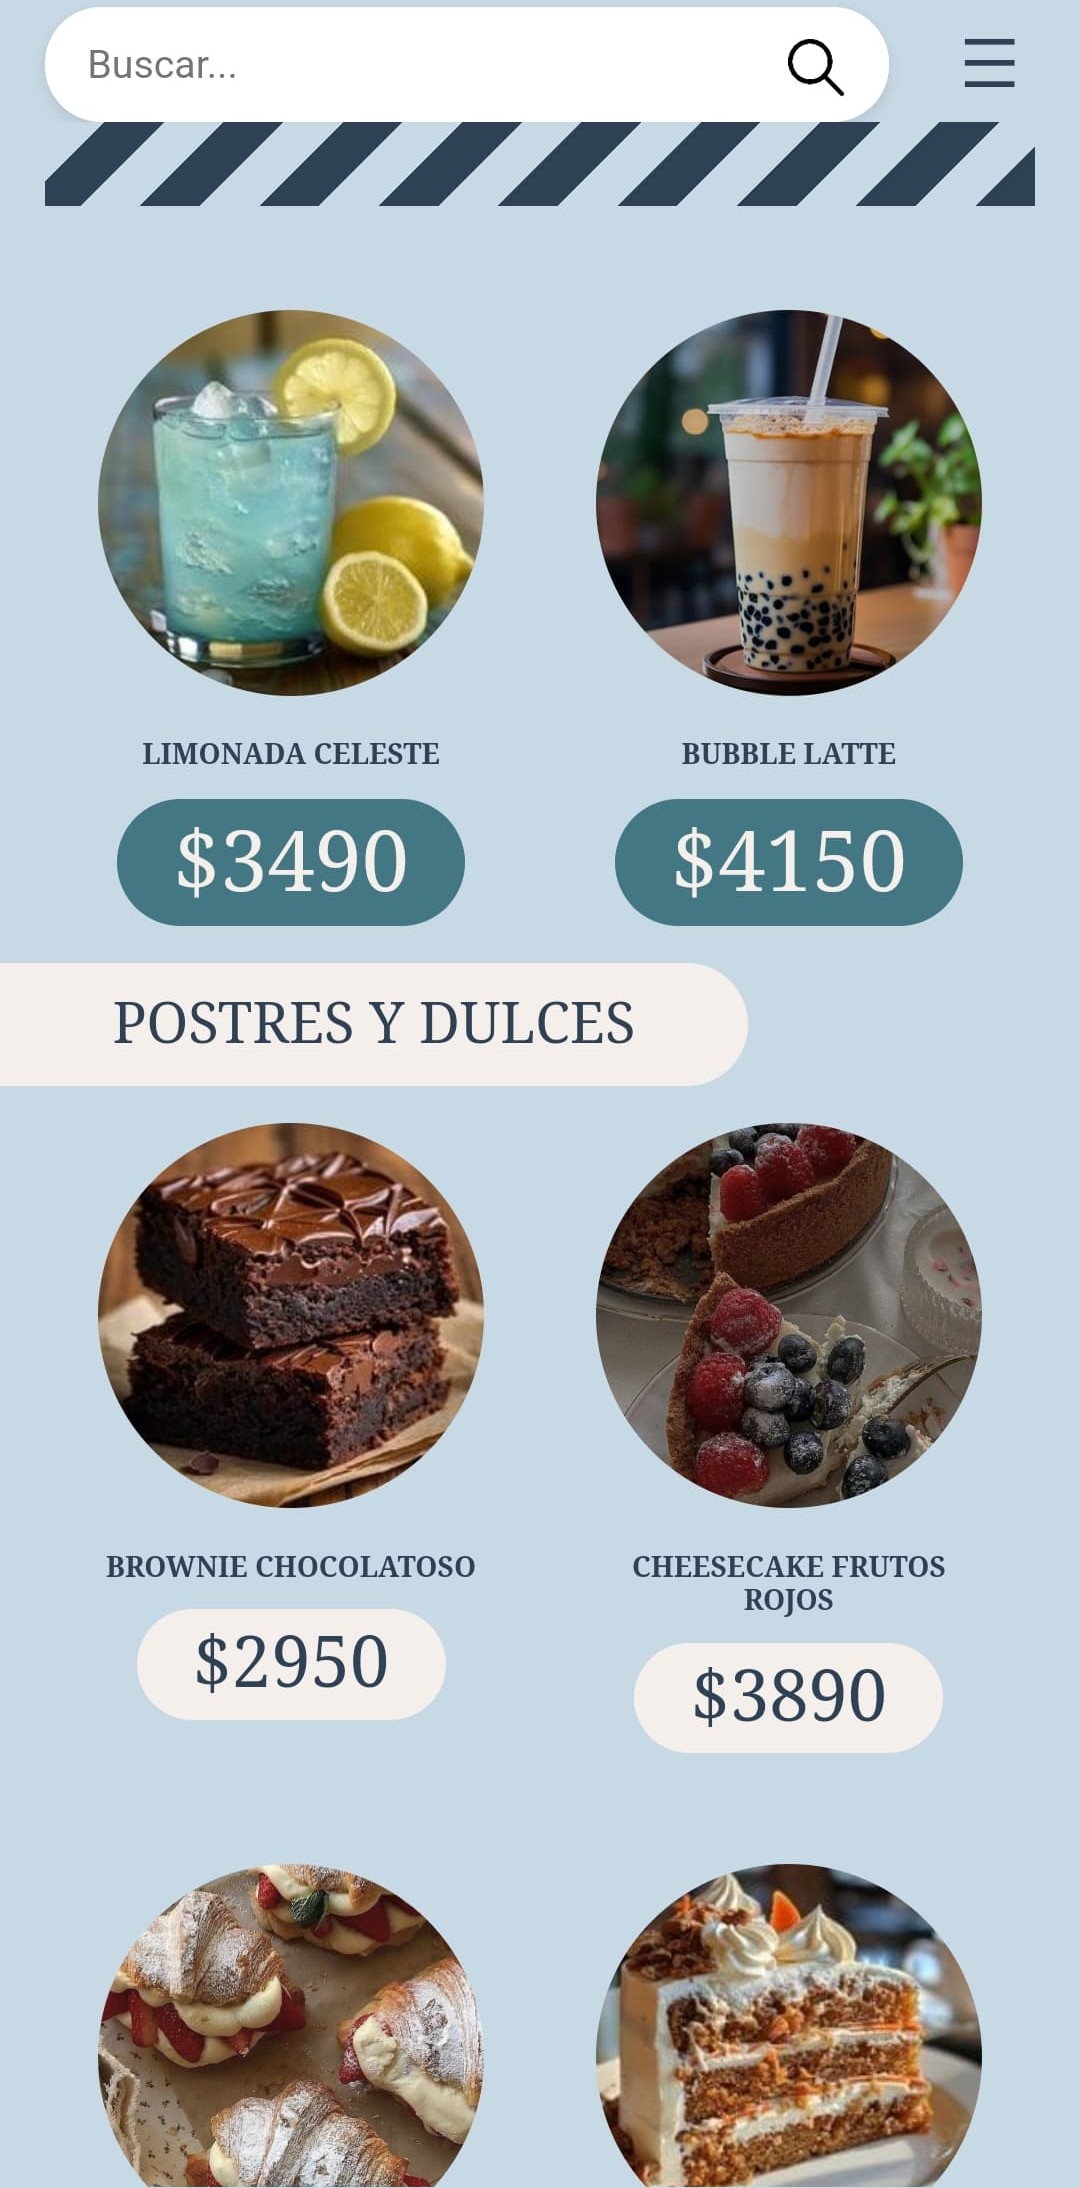 Buscar...
LIMONADA CELESTE
BUBBLE LATTE
$3490
$4150
POSTRES Y DULCES
BROWNIE CHOCOLATOSO
CHEESECAKE FRUTOS
ROJOS
$2950
$3890